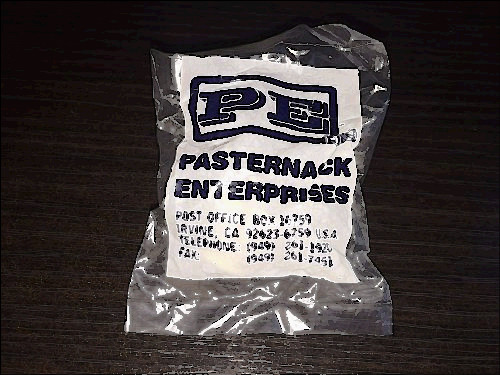 PE
PASTERNACK
ENTERPRISES
POST OFFICE BOX 16759
IRVINE, CA 92623-6759 USA
TELEPHONE: (949) 261-1920
FAX: (949) 261-7451